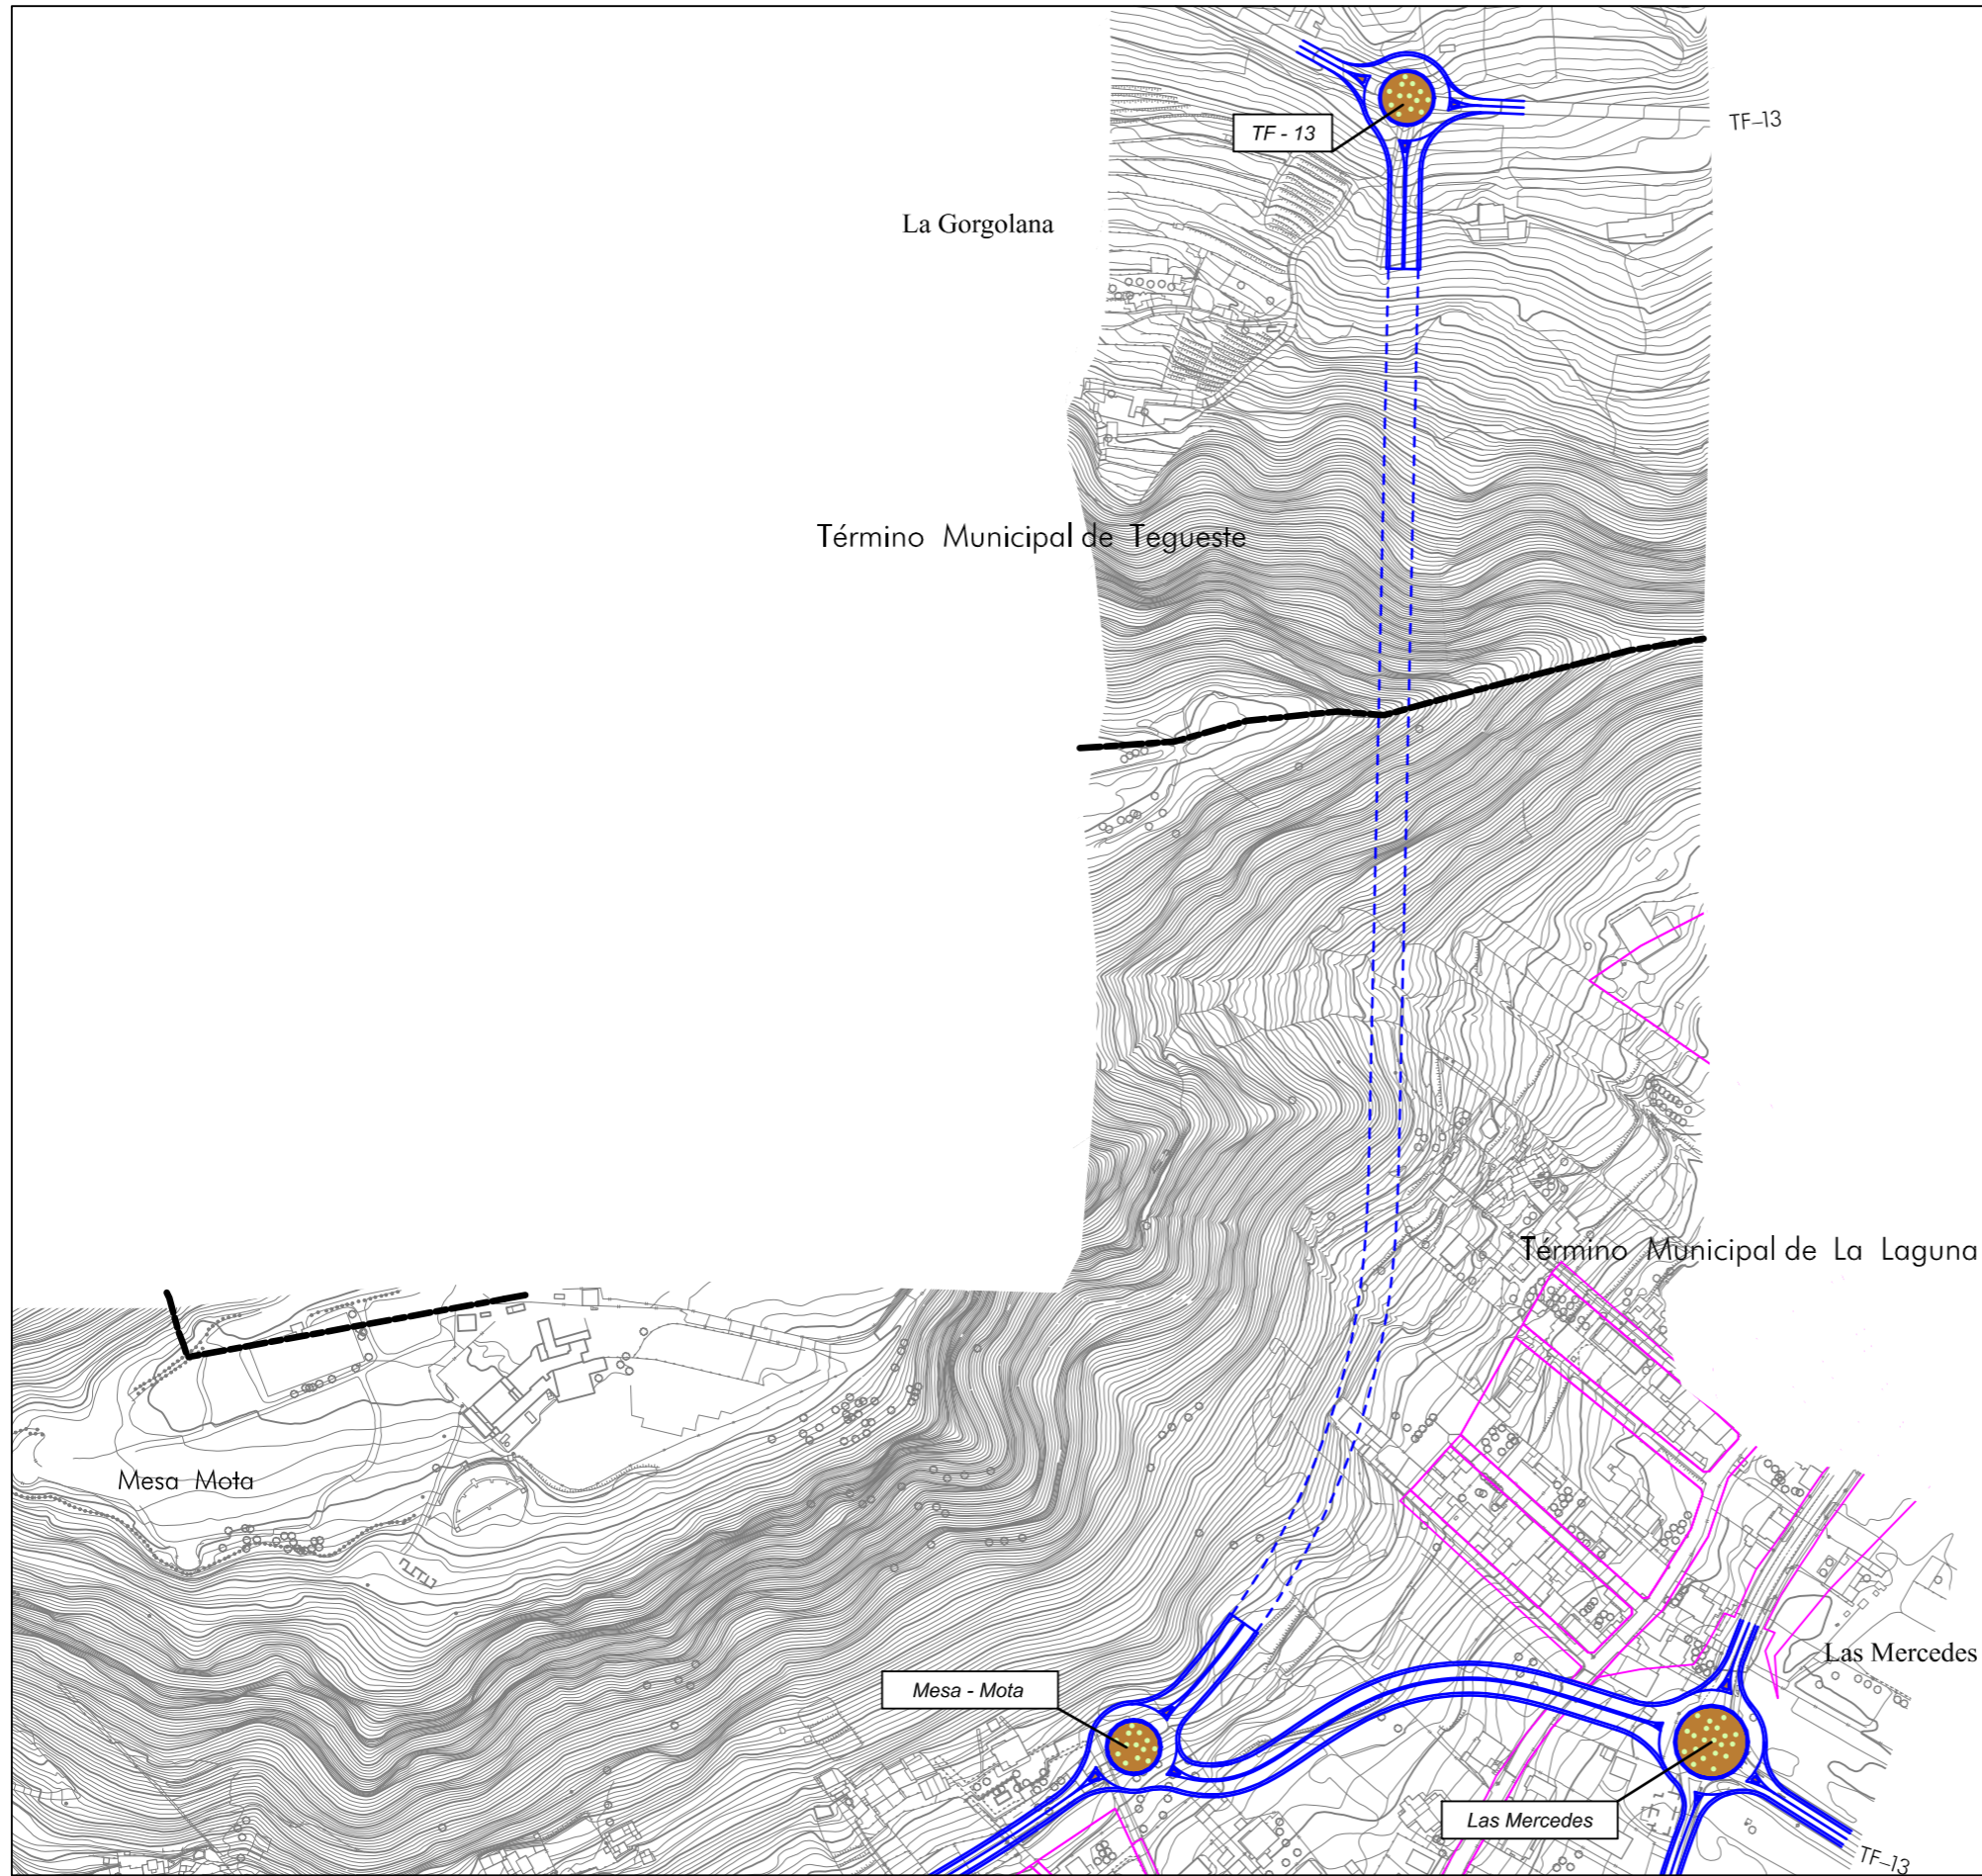 TF - 13
TF-13
La Gorgolana
Término Municipal de Tegueste
Término Municipal de La Laguna
Mesa Mota
Las Mercedes
Mesa - Mota
Las Mercedes
TF-13